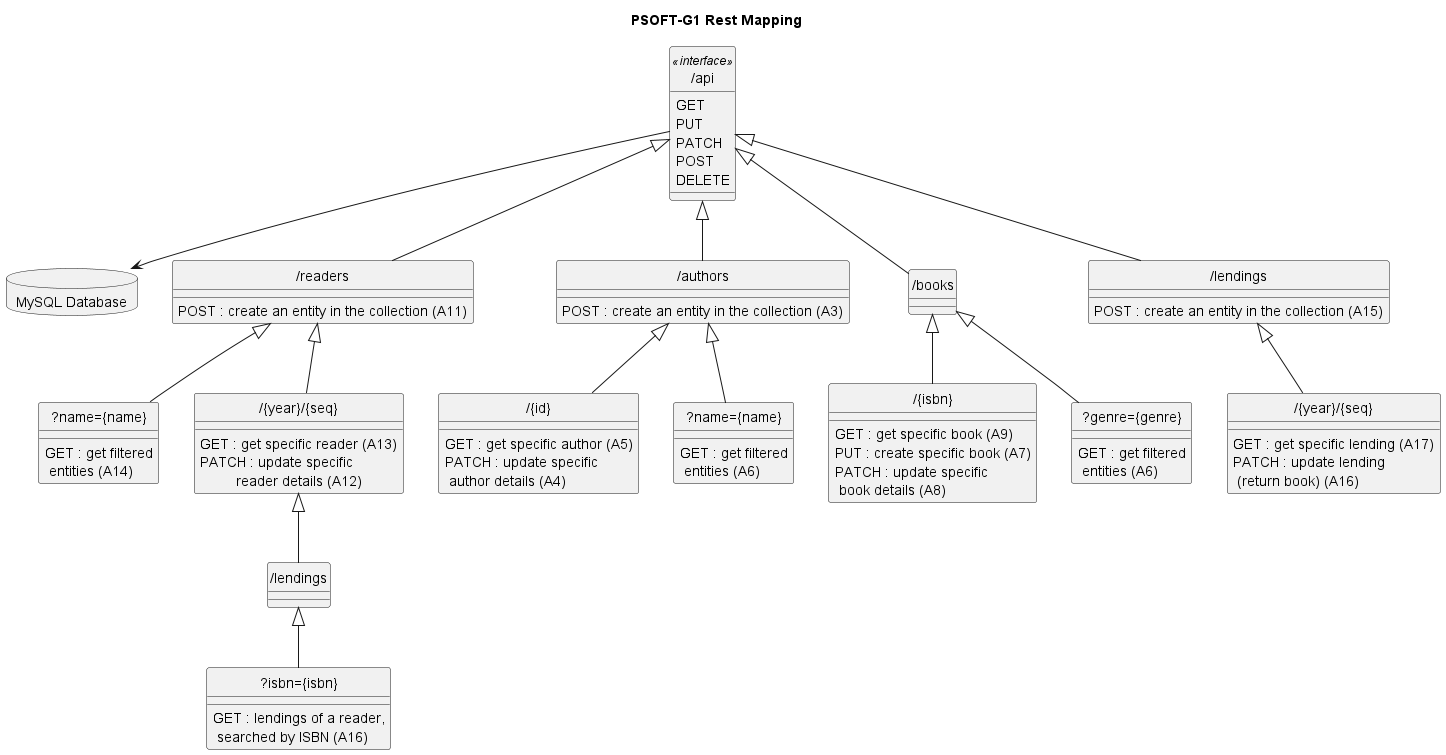 PSOFT-G1 Rest Mapping
«interface»
/api
GET
PUT
PATCH
POST
DELETE
MySQL Database
/readers
POST : create an entity in the collection (A11)
/authors
POST : create an entity in the collection (A3)
/books
/lendings
POST : create an entity in the collection (A15)
?name={name}
GET : get filtered
entities (A14)
/{year}/{seq}
GET : get specific reader (A13)
PATCH : update specific
reader details (A12)
/{id}
GET : get specific author (A5)
PATCH : update specific
author details (A4)
?name={name}
GET : get filtered
entities (A6)
/{isbn}
GET : get specific book (A9)
PUT : create specific book (A7)
PATCH : update specific
book details (A8)
?genre={genre}
GET : get filtered
entities (A6)
/{year}/{seq}
GET : get specific lending (A17)
PATCH : update lending
(return book) (A16)
/lendings
?isbn={isbn}
GET : lendings of a reader,
searched by ISBN (A16)